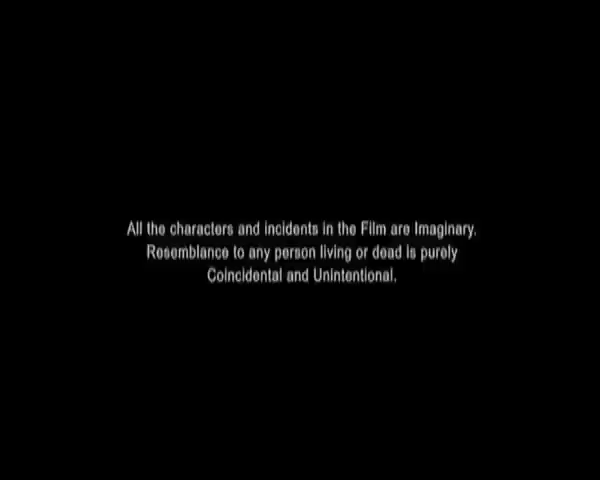 All the characters and incidents in the Film are Imaginary.
Resemblance to any person living or dead is purely
Coincidental and Unintentional.